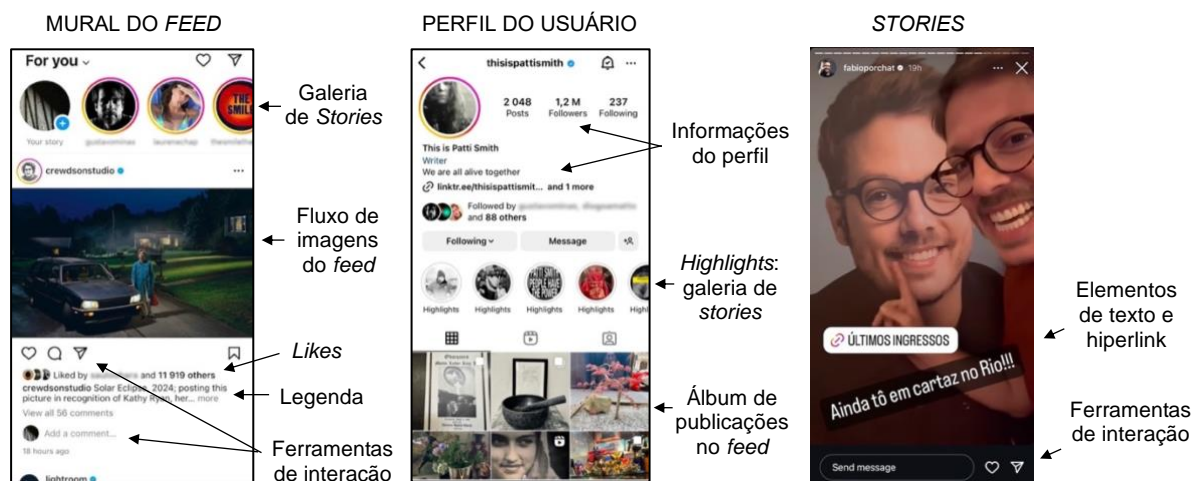 MURAL DO FEED
For you
Your story
crewdsonstudio
Liked by and 11 919 others
crewdsonstudio Solar Eclipse, 2024; posting this
picture in recognition of Kathy Ryan, her... more
View all 56 comments
Add a comment...
18 hours ago
lightroom
Galeria
de Stories
Fluxo de
imagens
do feed
Likes
Legenda
Ferramentas
de interação
PERFIL DO USUÁRIO
thisispattismith
2 048
Posts
1,2 M
Followers
237
Following
This is Patti Smith
Writer
We are all alive together
linktr.ee/thisispattismit... and 1 more
Followed by
and 88 others
Following
Message
PATTI SMITH
PEOPLE HAVE
THE POWER
Highlights
Highlights
Highlights
Highlights
Informações
do perfil
Highlights:
galeria de
stories
Álbum de
publicações
no feed
STORIES
fabioporchat 19h
ÚLTIMOS INGRESSOS
Ainda tô em cartaz no Rio!!!
Send message
Elementos
de texto e
hiperlink
Ferramentas
de interação